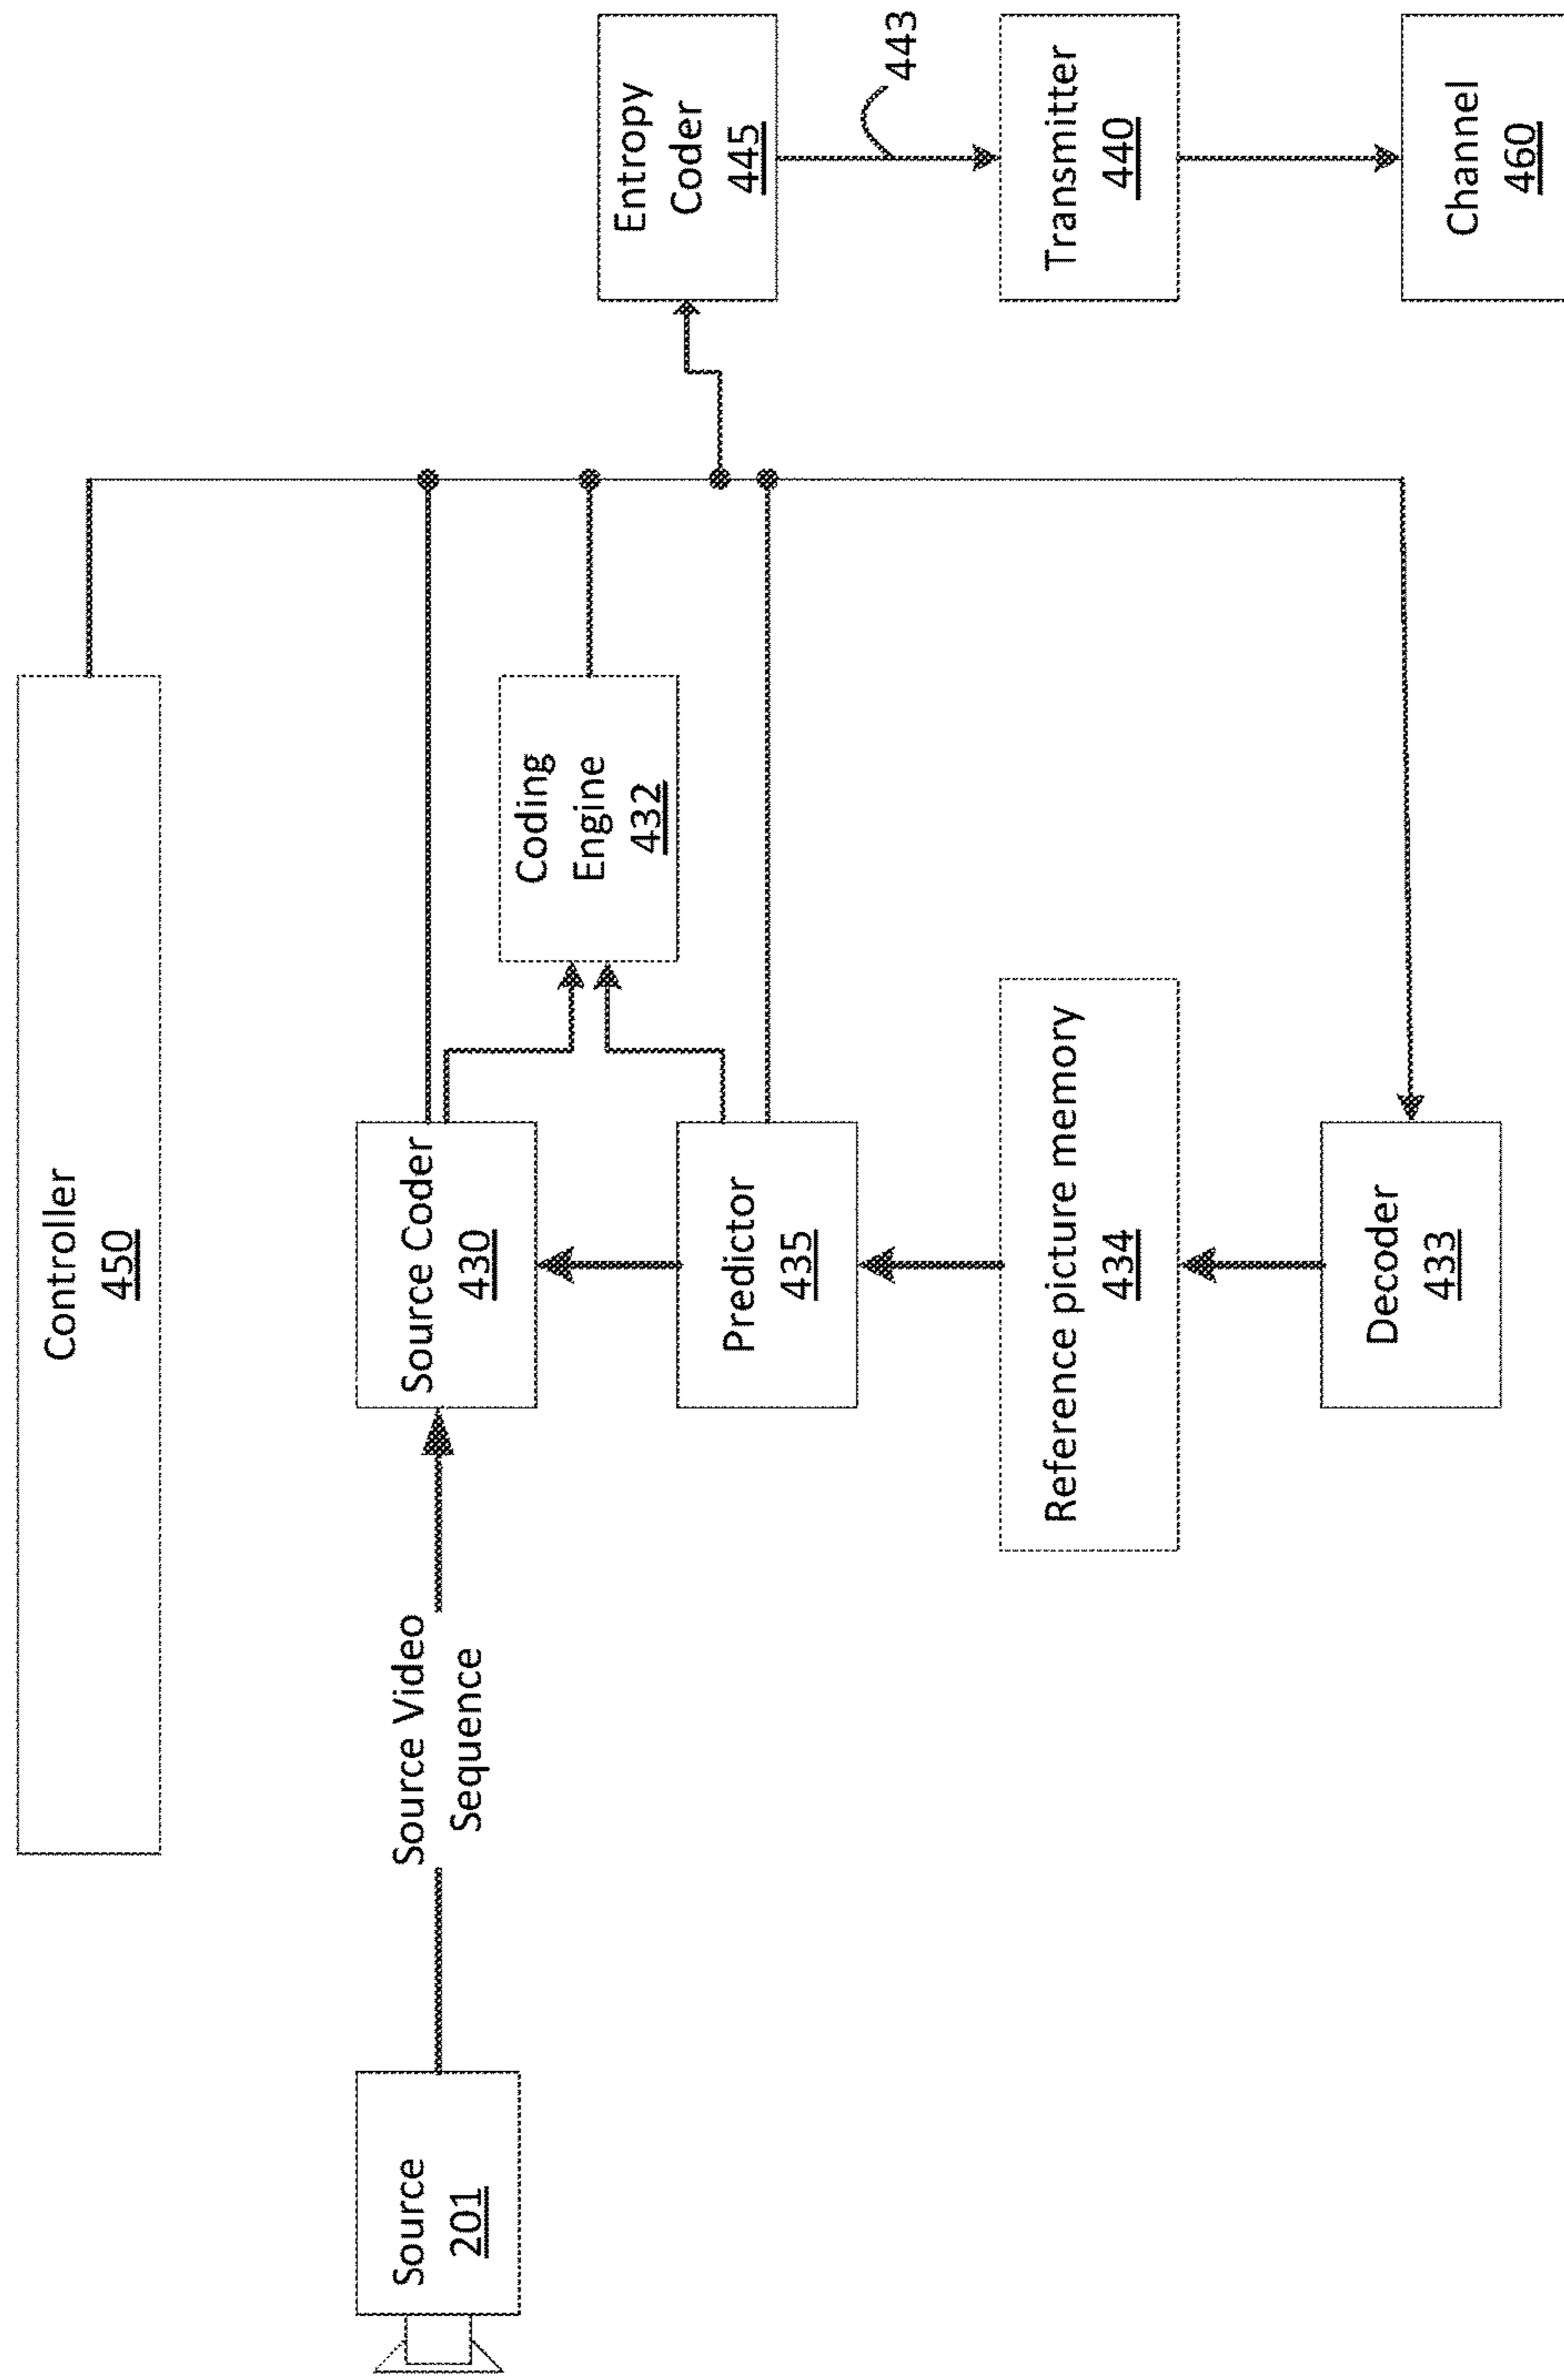 Controller
450
Source
201
Source Video
Sequence
Source Coder
430
Coding
Engine
432
Entropy
Coder
445
Predictor
435
443
Reference picture memory
434
Transmitter
440
Decoder
433
Channel
460